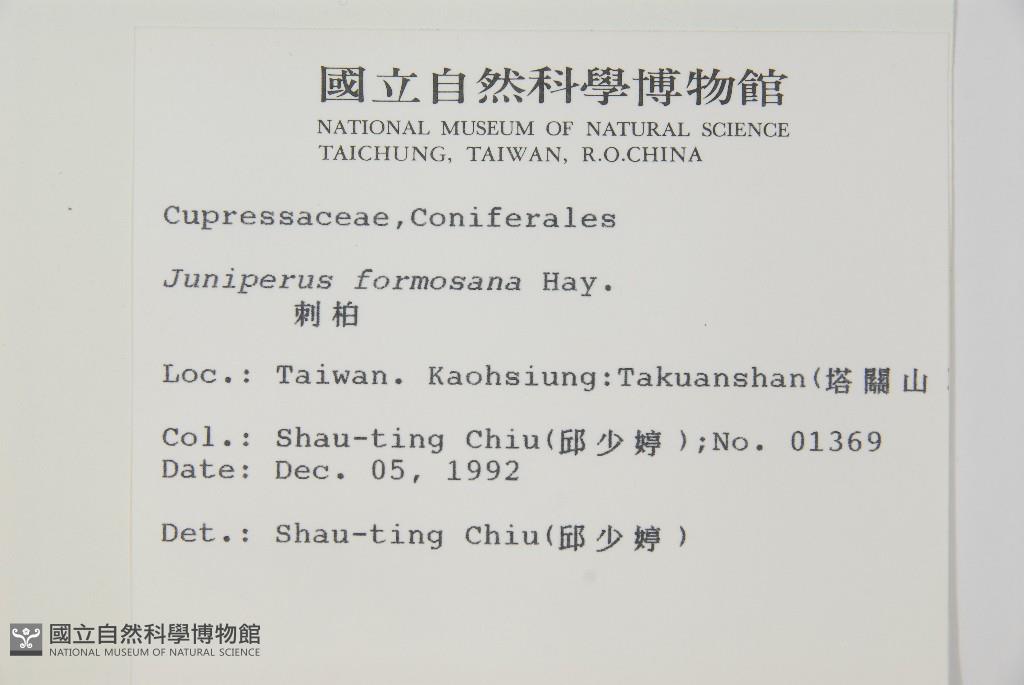 國立自然科學博物館
NATIONAL MUSEUM OF NATURAL SCIENCE
TAICHUNG, TAIWAN, R.O.CHINA
Cupressaceae,Coniferales
Juniperus formosana Hay.
刺柏
Loc.: Taiwan. Kaohsiung:Takuanshan(塔關山
Col.: Shau-ting Chiu(邱少婷);No. 01369
Date: Dec. 05, 1992
Det.: Shau-ting Chiu(邱少婷)
國立自然科學博物館
NATIONAL MUSEUM OF NATURAL SCIENCE